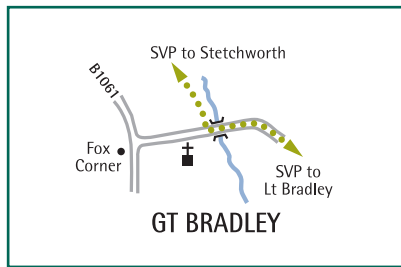 SVP to Stetchworth
B1061
Fox
Corner
SVP to
Lt Bradley
GT BRADLEY